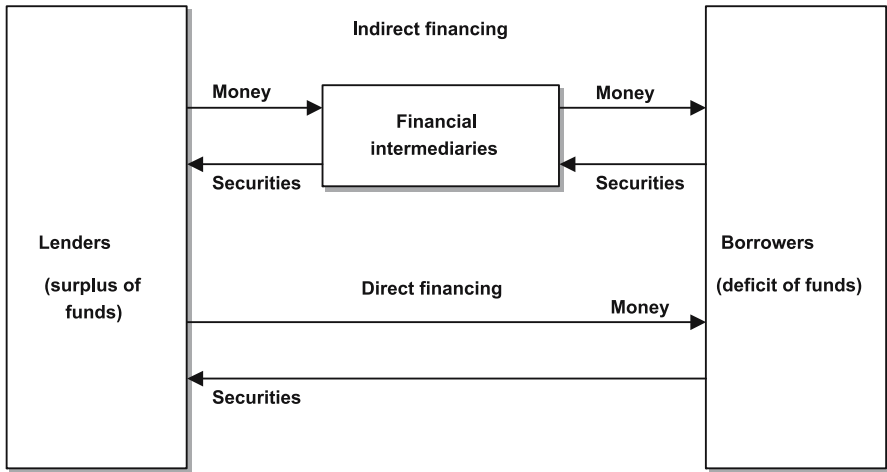 Indirect financing
Money
Money
Financial
intermediaries
Securities
Securities
Lenders
(surplus of
funds)
Borrowers
(deficit of funds)
Direct financing
Money
Securities